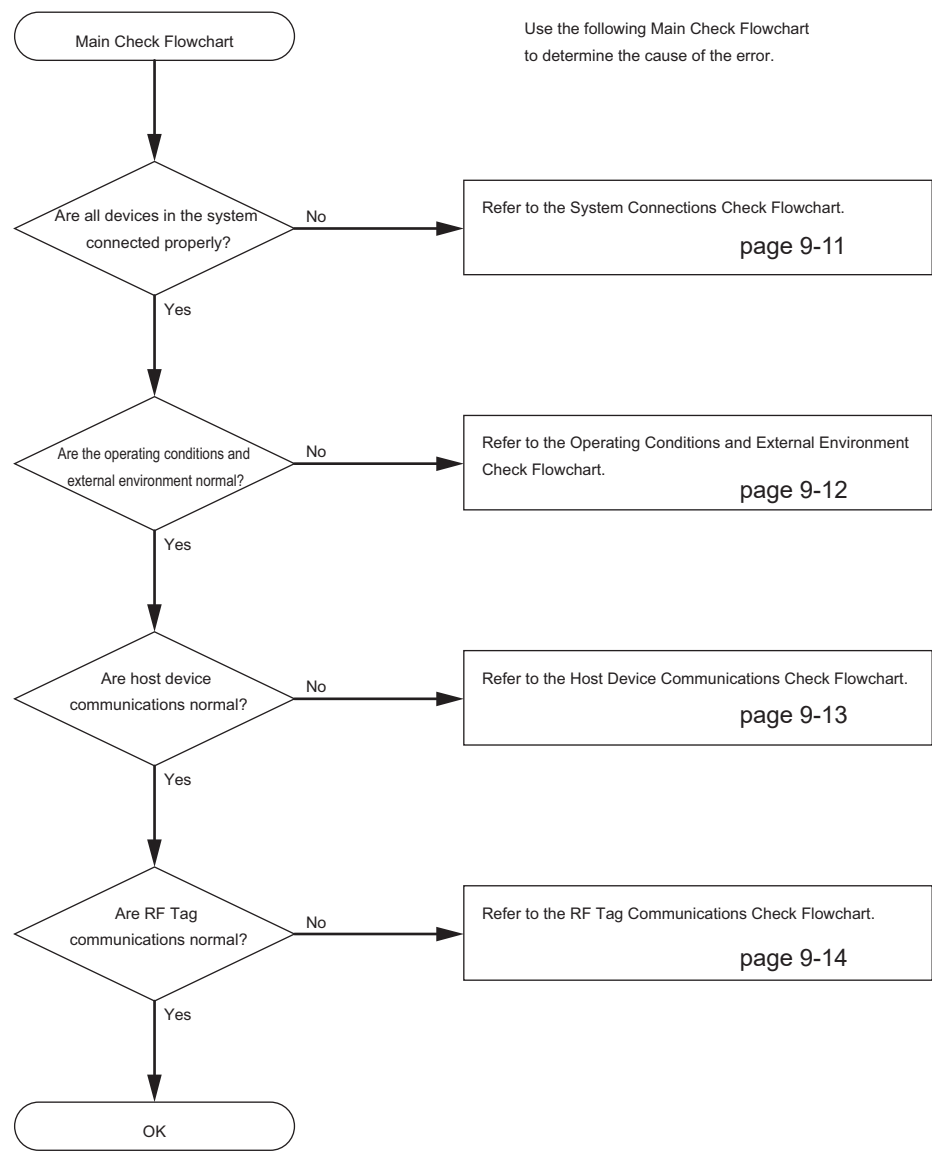 Main Check Flowchart
Use the following Main Check Flowchart
to determine the cause of the error.
Are all devices in the system
connected properly?
No
Refer to the System Connections Check Flowchart.
page 9-11
Yes
Are the operating conditions and
external environment normal?
No
Refer to the Operating Conditions and External Environment
Check Flowchart.
page 9-12
Yes
Are host device
communications normal?
No
Refer to the Host Device Communications Check Flowchart.
page 9-13
Yes
Are RF Tag
communications normal?
No
Refer to the RF Tag Communications Check Flowchart.
page 9-14
Yes
OK